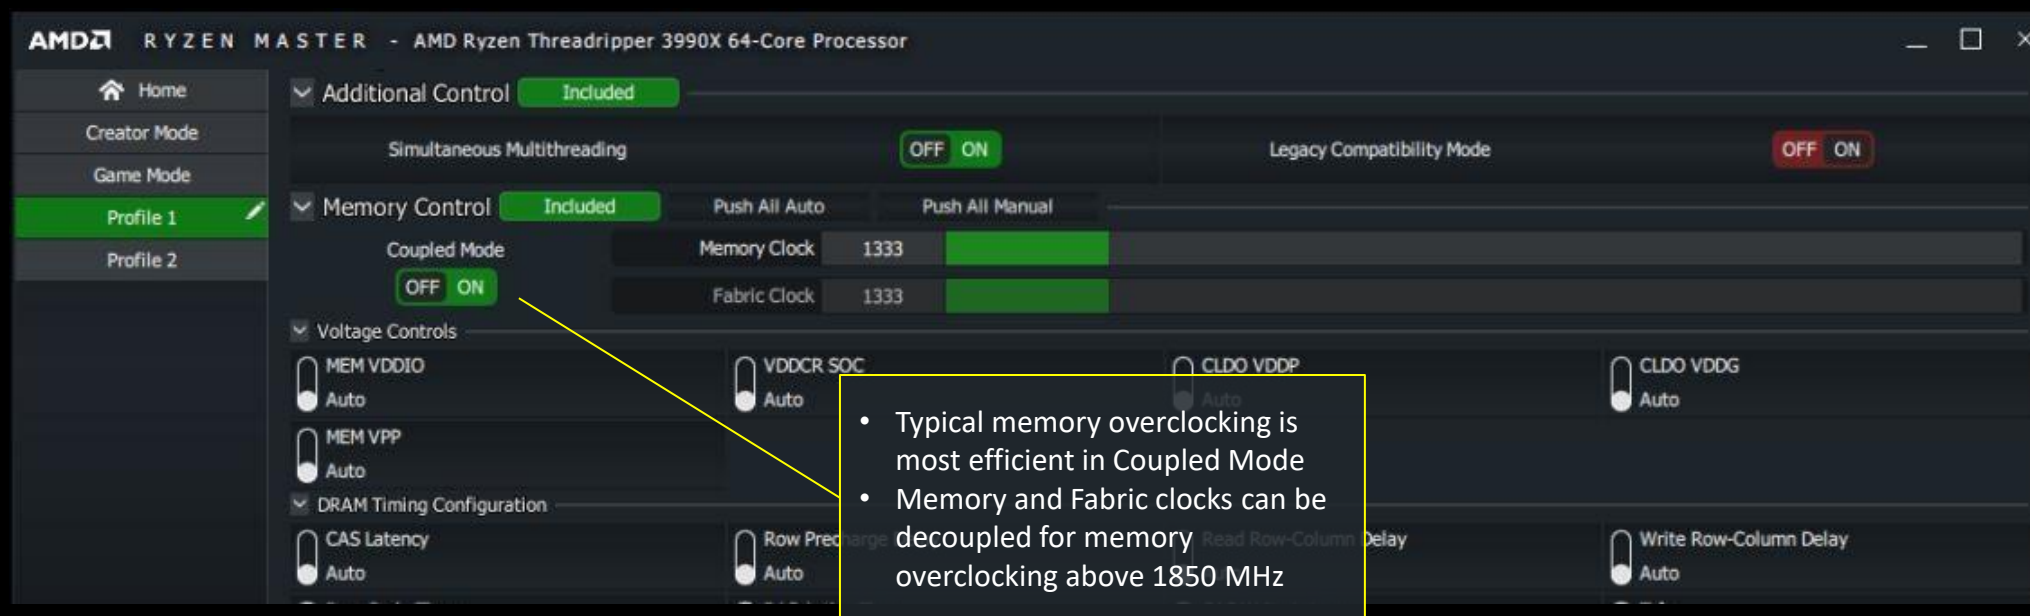 AMD RYZEN MASTER - AMD Ryzen Threadripper 3990X 64-Core Processor
Home
Creator Mode
Game Mode
Profile 1
Profile 2
Additional Control Included
Simultaneous Multithreading OFF ON Legacy Compatibility Mode OFF ON
Memory Control Included Push All Auto Push All Manual
Coupled Mode
OFF ON
Memory Clock 1333
Fabric Clock 1333
Voltage Controls
MEM VDDIO
Auto
VDDCR SOC
Auto
CLDO VDDP
Auto
CLDO VDDG
Auto
MEM VPP
Auto
DRAM Timing Configuration
CAS Latency
Auto
Row Precharge
Auto
Read Row-Column Delay
Write Row-Column Delay
Auto
• Typical memory overclocking is
most efficient in Coupled Mode
• Memory and Fabric clocks can be
decoupled for memory
overclocking above 1850 MHz